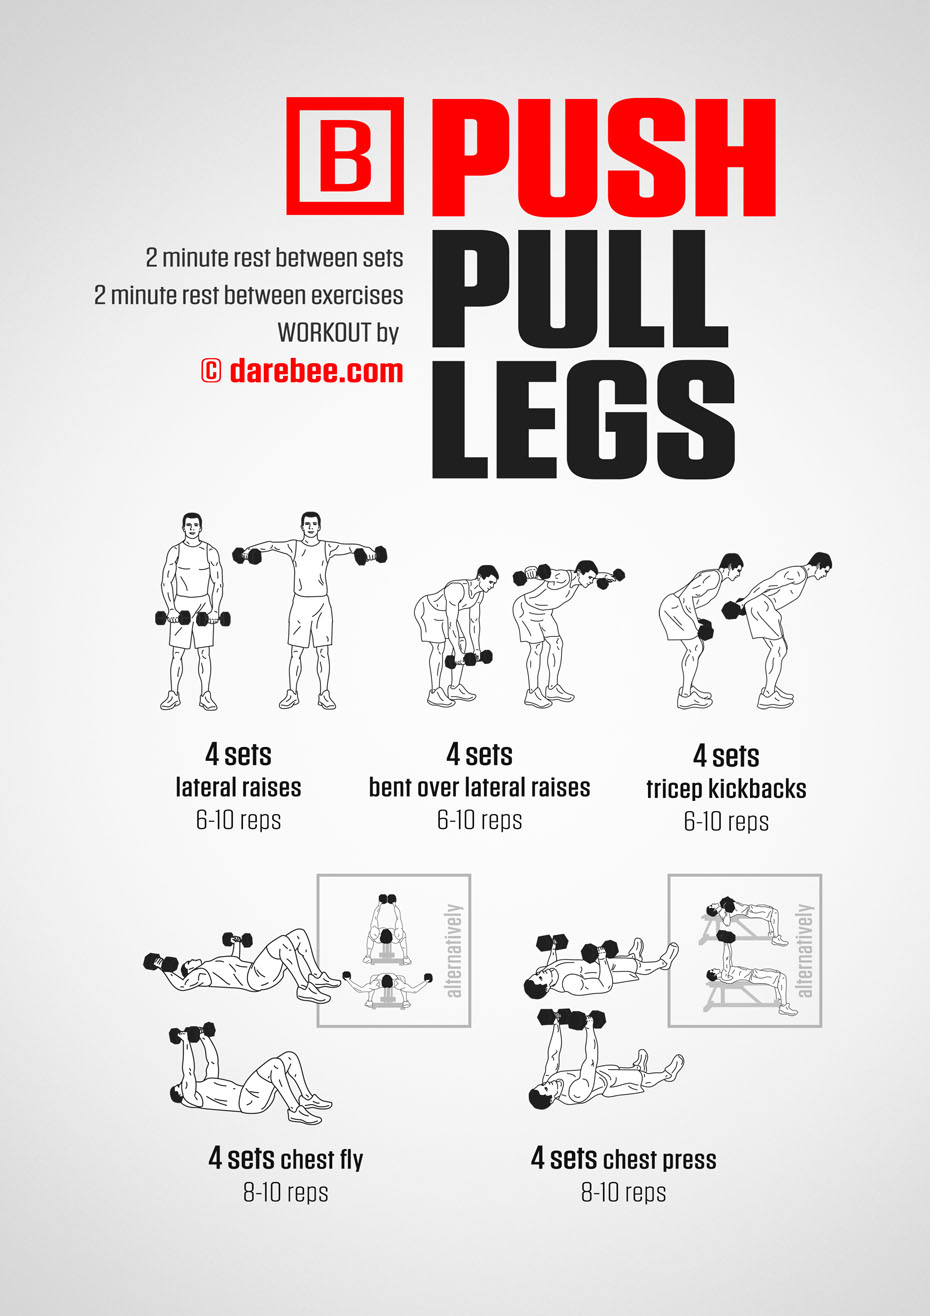 B PUSH
PULL
LEGS
2 minute rest between sets
2 minute rest between exercises
WORKOUT by
© darebee.com
4 sets
lateral raises
6-10 reps
4 sets
bent over lateral raises
6-10 reps
4 sets
tricep kickbacks
6-10 reps
alternatively
4 sets chest fly
8-10 reps
alternatively
4 sets chest press
8-10 reps